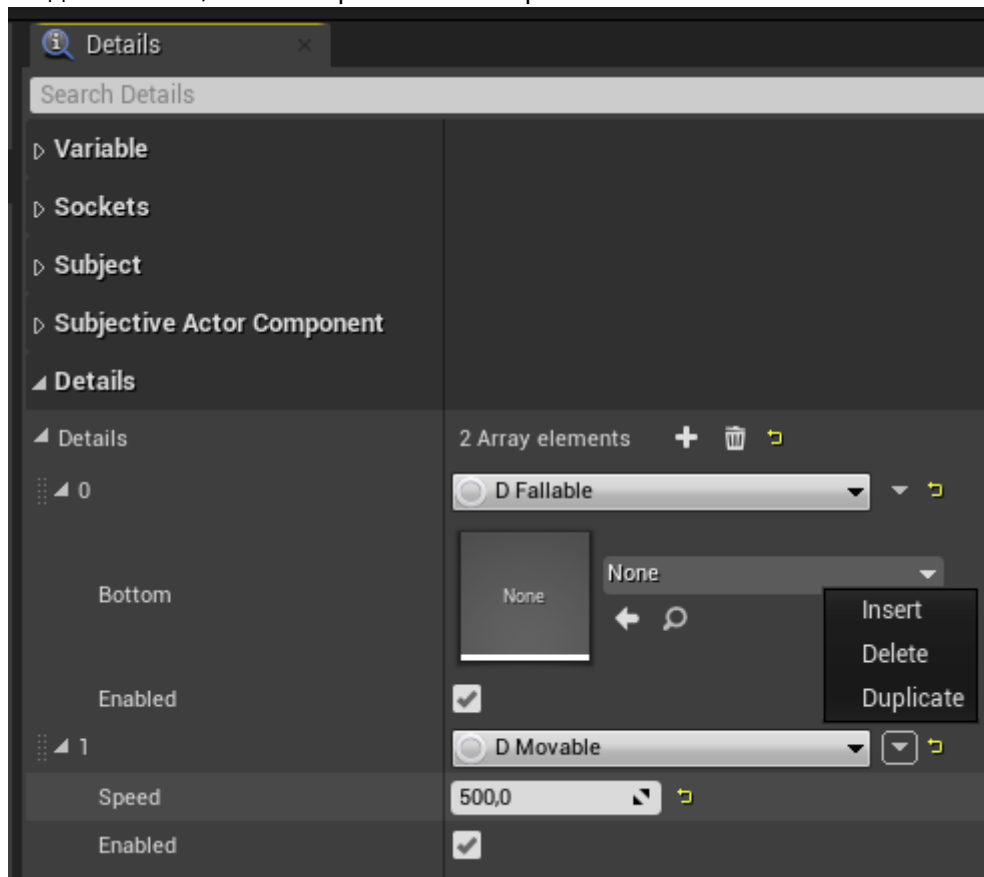 Details
Search Details
Variable
Sockets
Subject
Subjective Actor Component
Details
Details 2 Array elements
0 D Fallable
Bottom None None
Insert
Delete
Duplicate
Enabled
1 D Movable
Speed 500,0
Enabled